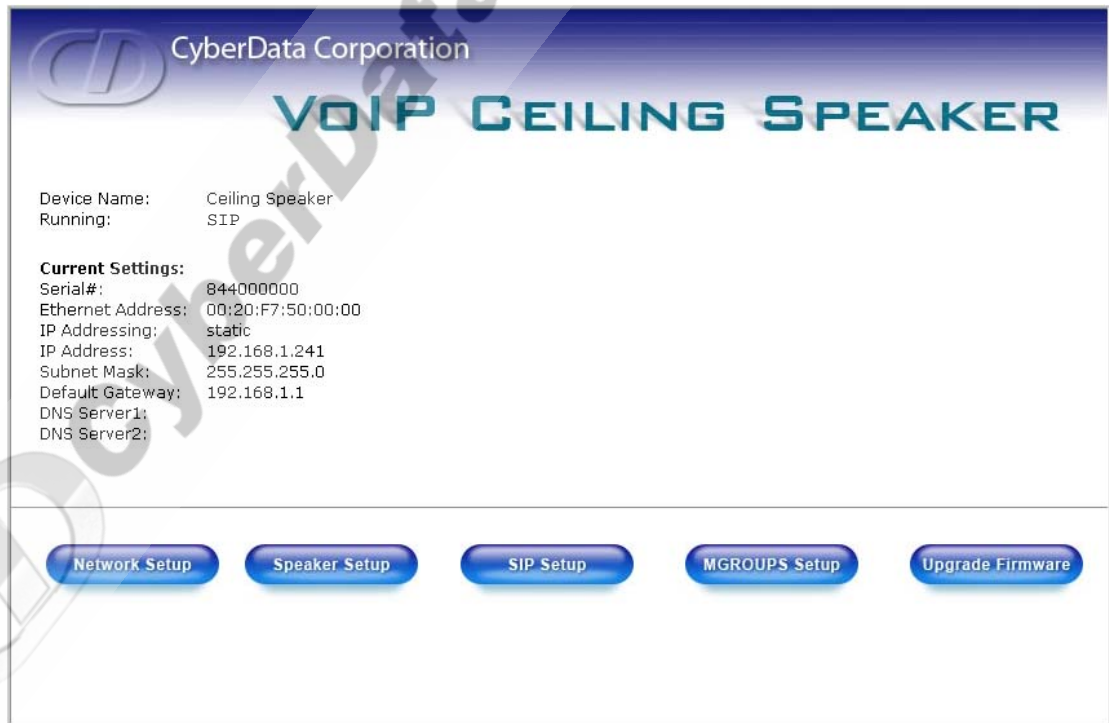 CyberData Corporation
VoIP Ceiling Speaker
Device Name: Ceiling Speaker
Running: SIP
Current Settings:
Serial#: 844000000
Ethernet Address: 00:20:F7:50:00:00
IP Addressing: static
IP Address: 192.168.1.241
Subnet Mask: 255.255.255.0
Default Gateway: 192.168.1.1
DNS Server1:
DNS Server2:
Network Setup
Speaker Setup
SIP Setup
MGROUPS Setup
Upgrade Firmware